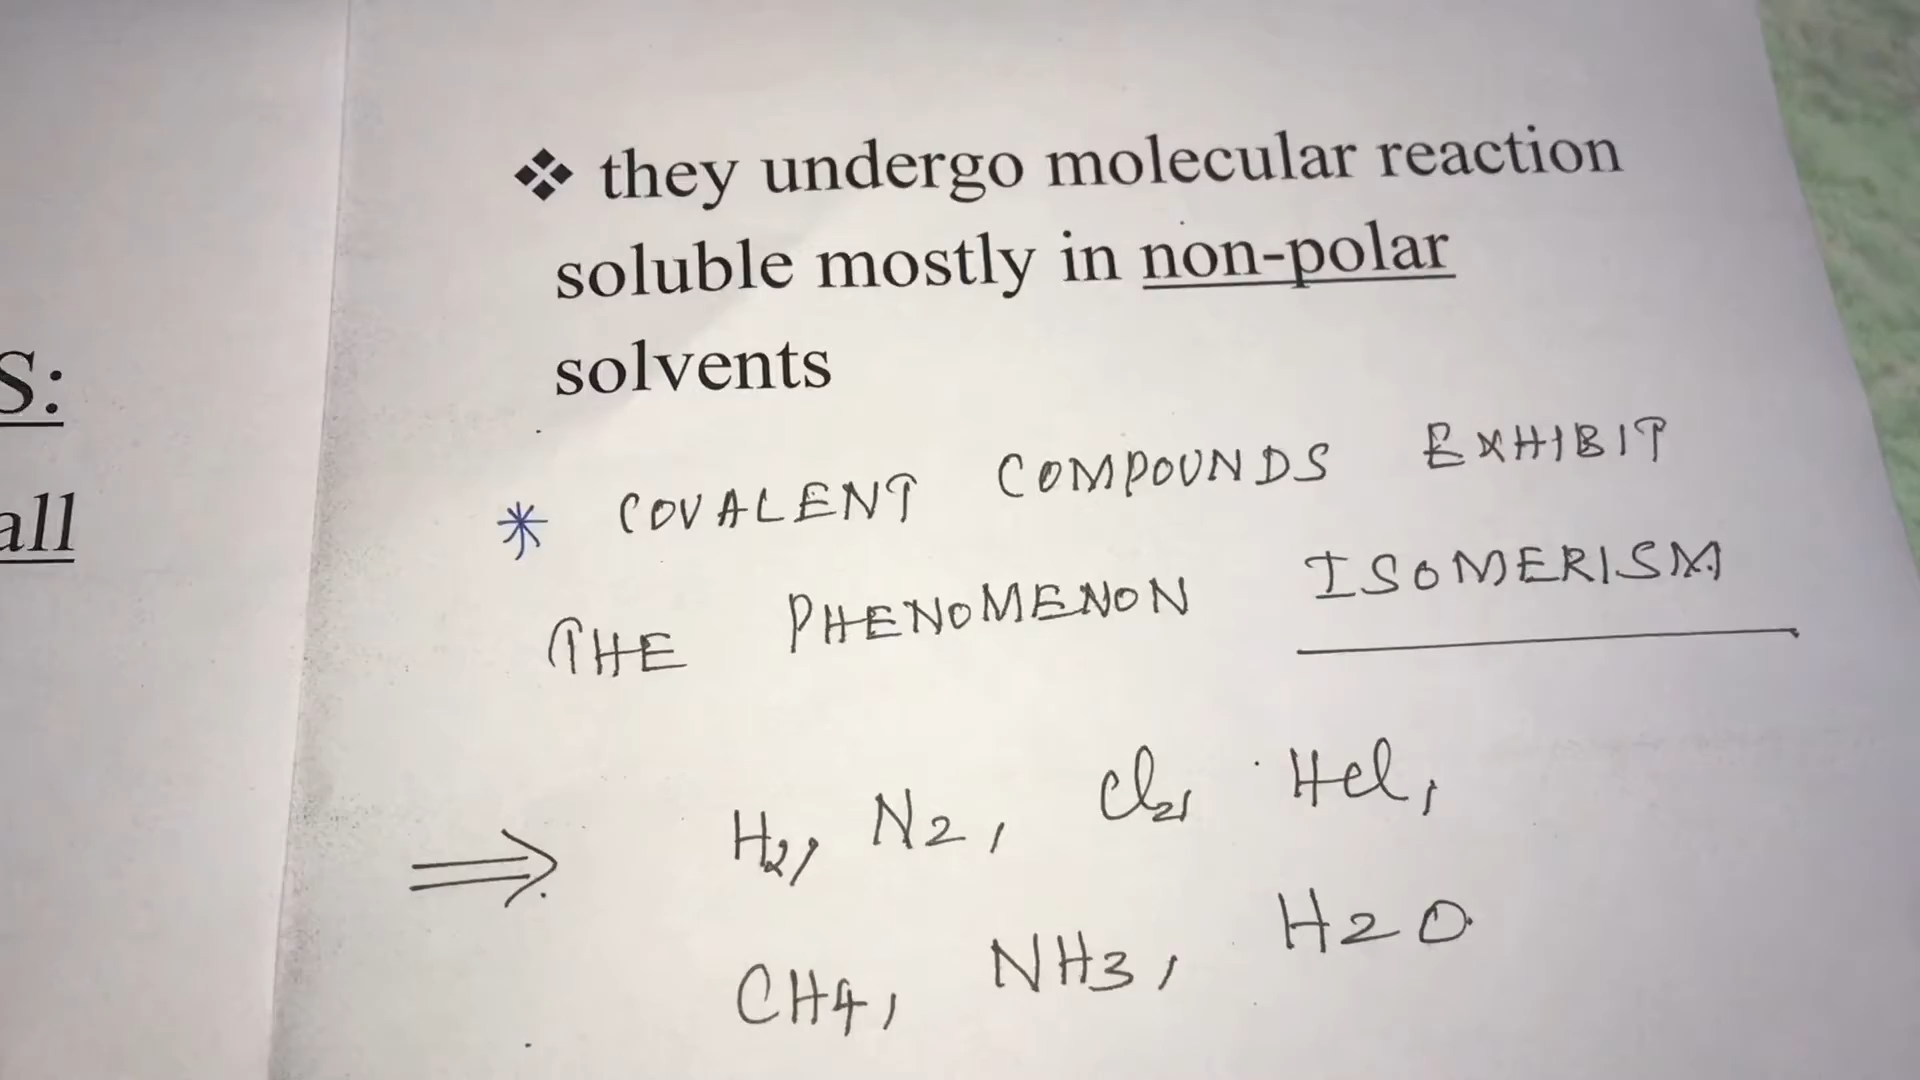 ❖ they undergo molecular reaction
soluble mostly in non-polar
solvents
S:
all
* COVALENT COMPOUNDS EXHIBIT
THE PHENOMENON ISOMERISM
⇒ H2, N2, Cl2, HCl,
CH4, NH3, H2O